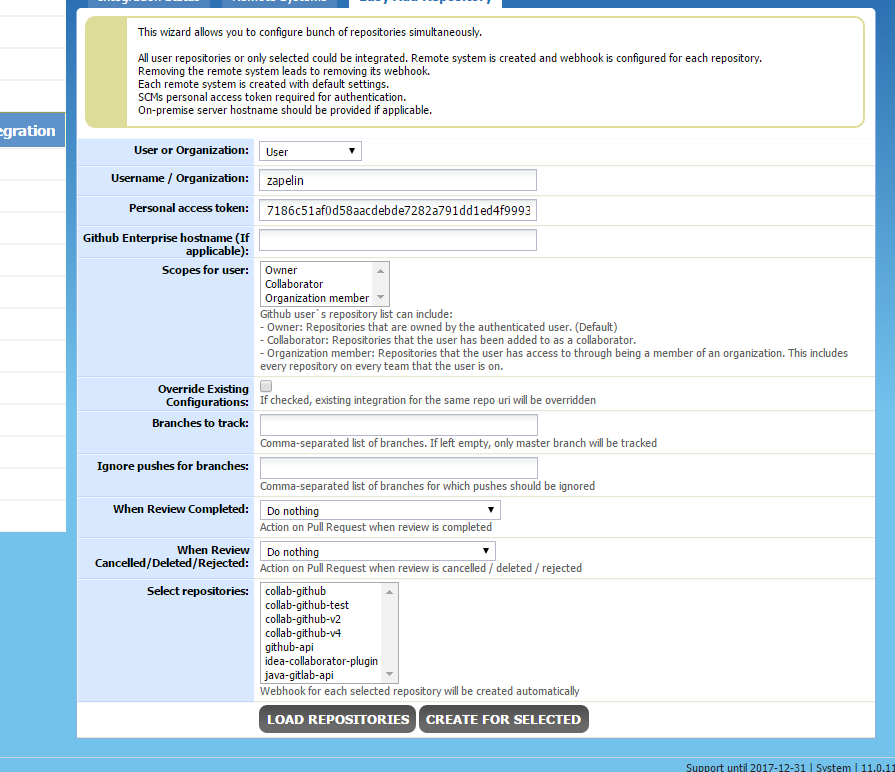 Integration Status Remote Systems Easy Add Repository
This wizard allows you to configure bunch of repositories simultaneously.
All user repositories or only selected could be integrated. Remote system is created and webhook is configured for each repository.
Removing the remote system leads to removing its webhook.
Each remote system is created with default settings.
SCMs personal access token required for authentication.
On-premise server hostname should be provided if applicable.
egration
User or Organization: User
Username / Organization: zapelin
Personal access token: 7186c51af0d58aacdebde7282a791dd1ed4f9993
Github Enterprise hostname (If
applicable):
Scopes for user: Owner
Collaborator
Organization member
Github user`s repository list can include:
- Owner: Repositories that are owned by the authenticated user. (Default)
- Collaborator: Repositories that the user has been added to as a collaborator.
- Organization member: Repositories that the user has access to through being a member of an organization. This includes
every repository on every team that the user is on.
Override Existing
Configurations:
If checked, existing integration for the same repo uri will be overridden
Branches to track:
Comma-separated list of branches. If left empty, only master branch will be tracked
Ignore pushes for branches:
Comma-separated list of branches for which pushes should be ignored
When Review Completed: Do nothing
Action on Pull Request when review is completed
When Review
Cancelled/Deleted/Rejected: Do nothing
Action on Pull Request when review is cancelled / deleted / rejected
Select repositories: collab-github
collab-github-test
collab-github-v2
collab-github-v4
github-api
idea-collaborator-plugin
java-gitlab-api
Webhook for each selected repository will be created automatically
LOAD REPOSITORIES CREATE FOR SELECTED
Support until 2017-12-31 | System | 11.0.11